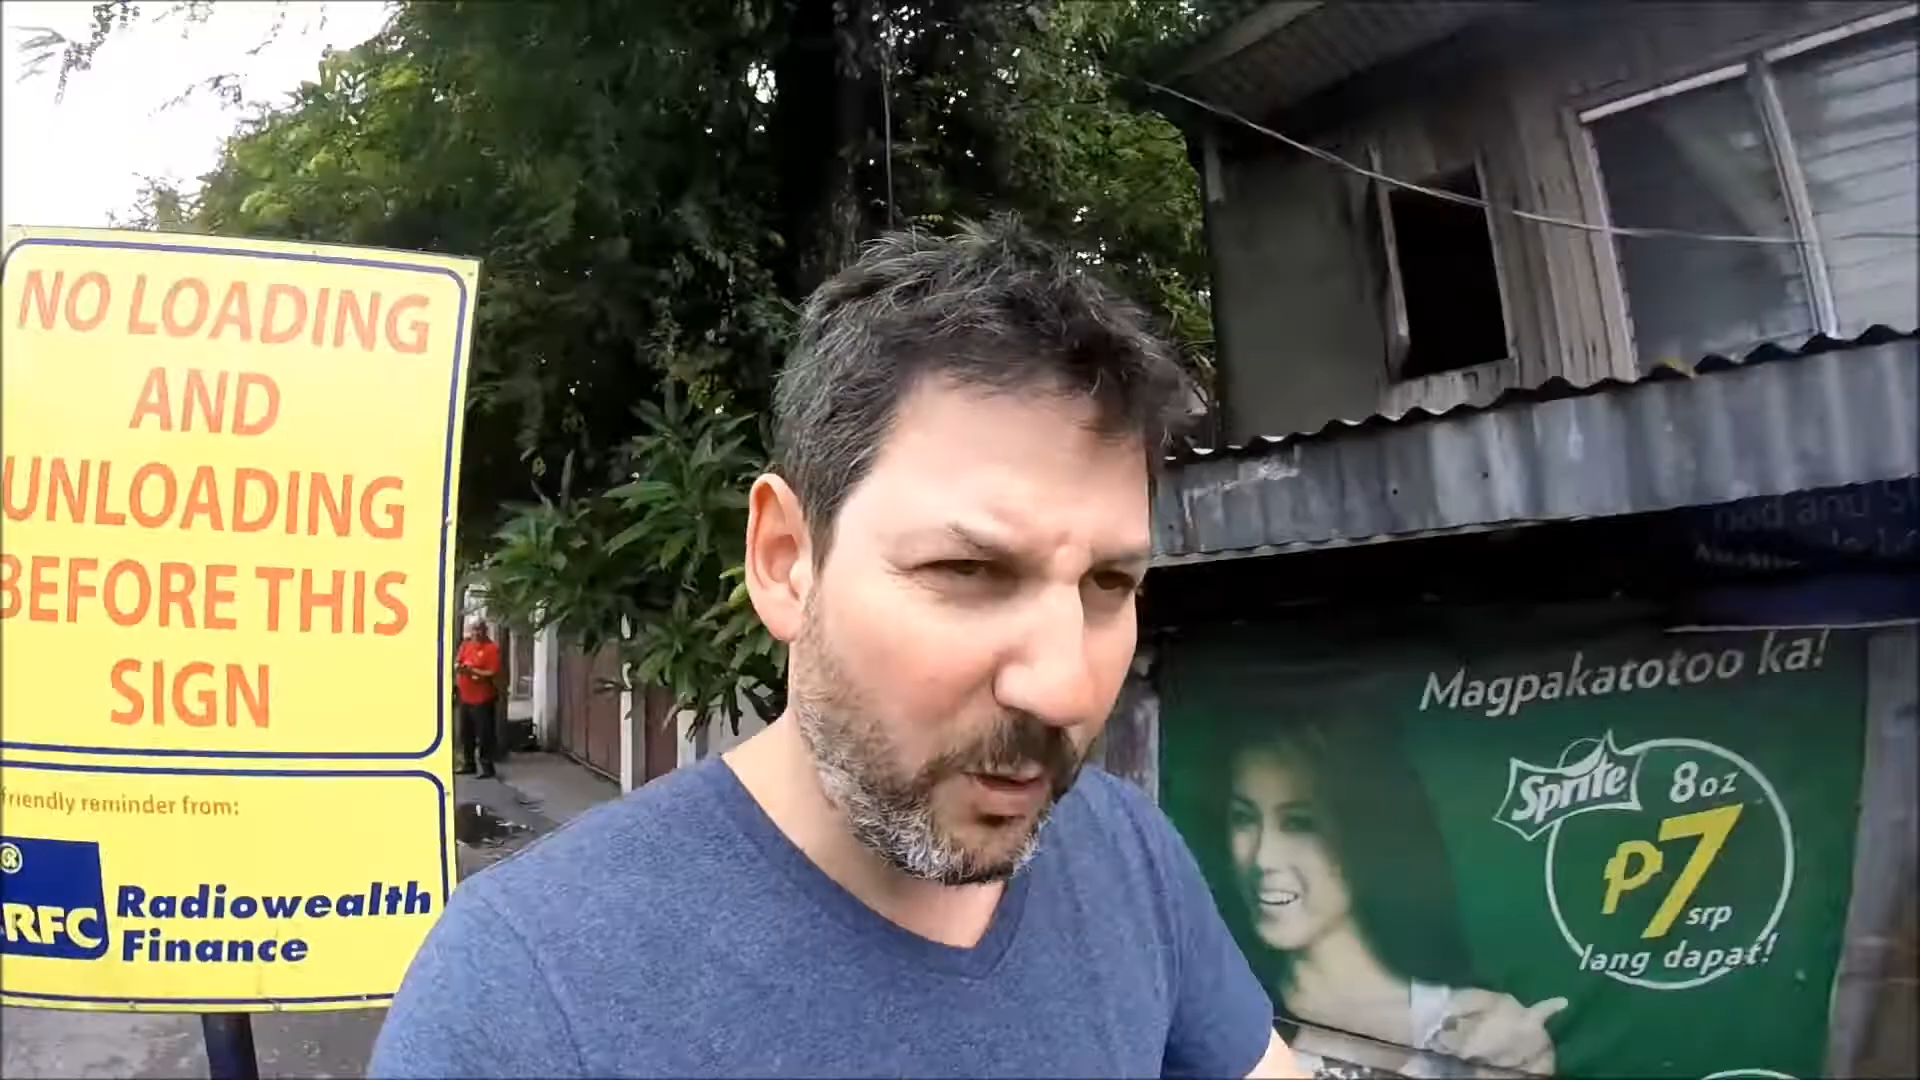 NO LOADING
AND
UNLOADING
BEFORE THIS
SIGN
friendly reminder from:
RFC
Radiowealth
Finance
Magpakatotoo ka!
Sprite
8oz
P7
srp
lang dapat!